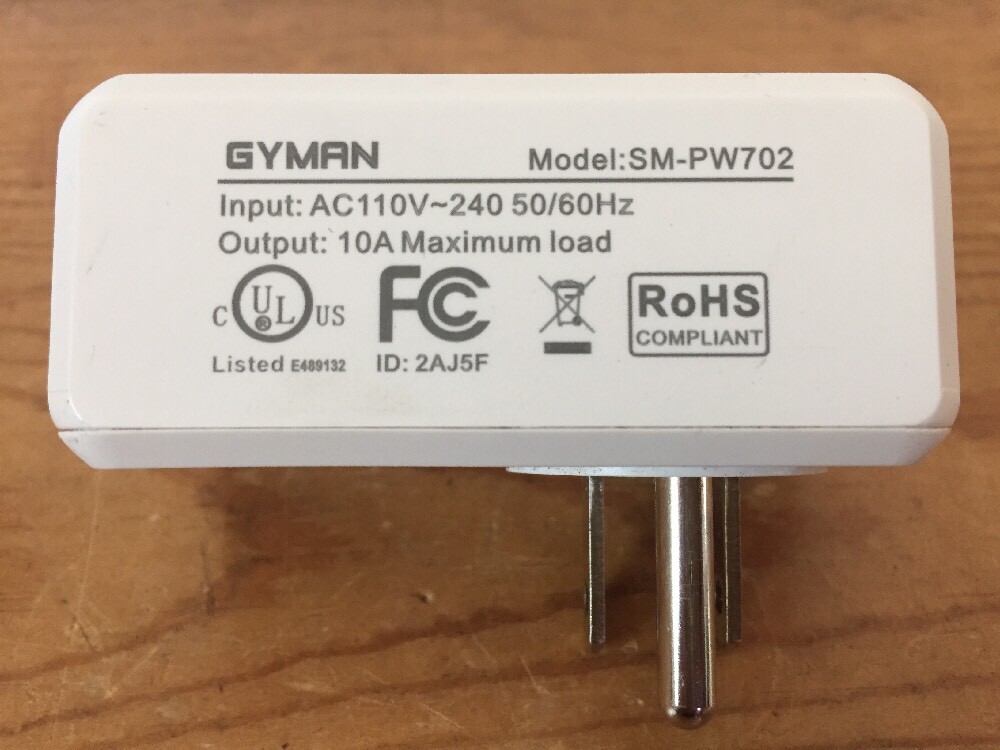 GYMAN Model:SM-PW702
Input: AC110V~240 50/60Hz
Output: 10A Maximum load
C UL® US FCC RoHS
COMPLIANT
Listed E489132 ID: 2AJ5F